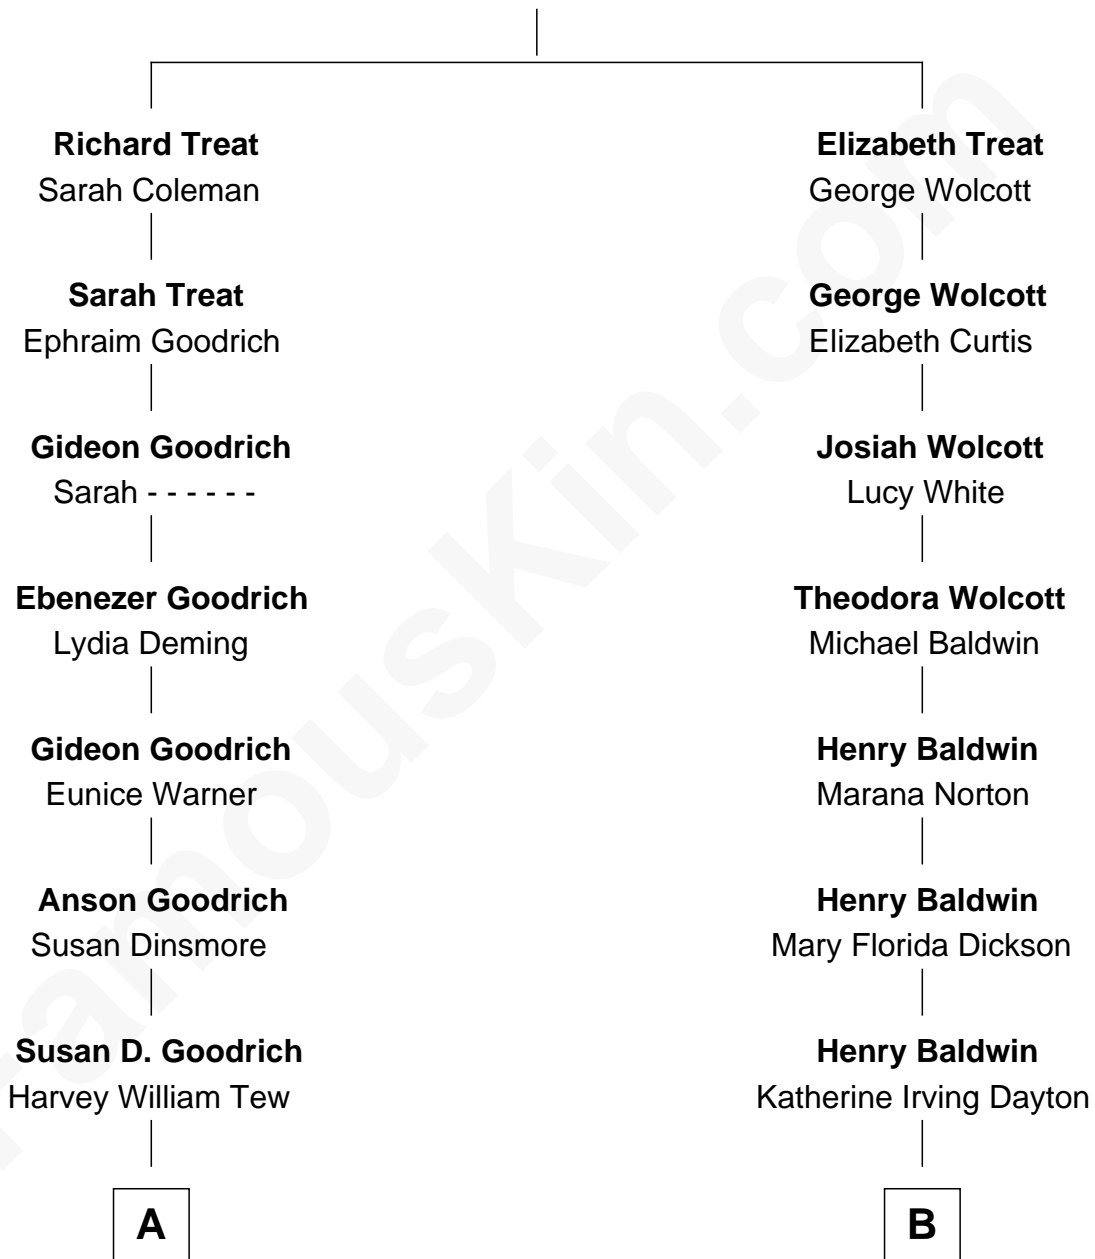 Richard Treat
Sarah Coleman
Sarah Treat
Ephraim Goodrich
Gideon Goodrich
Sarah - - - - - -
Ebenezer Goodrich
Lydia Deming
Gideon Goodrich
Eunice Warner
Anson Goodrich
Susan Dinsmore
Susan D. Goodrich
Harvey William Tew
A
Elizabeth Treat
George Wolcott
George Wolcott
Elizabeth Curtis
Josiah Wolcott
Lucy White
Theodora Wolcott
Michael Baldwin
Henry Baldwin
Marana Norton
Henry Baldwin
Mary Florida Dickson
Henry Baldwin
Katherine Irving Dayton
B
FamousKin.com